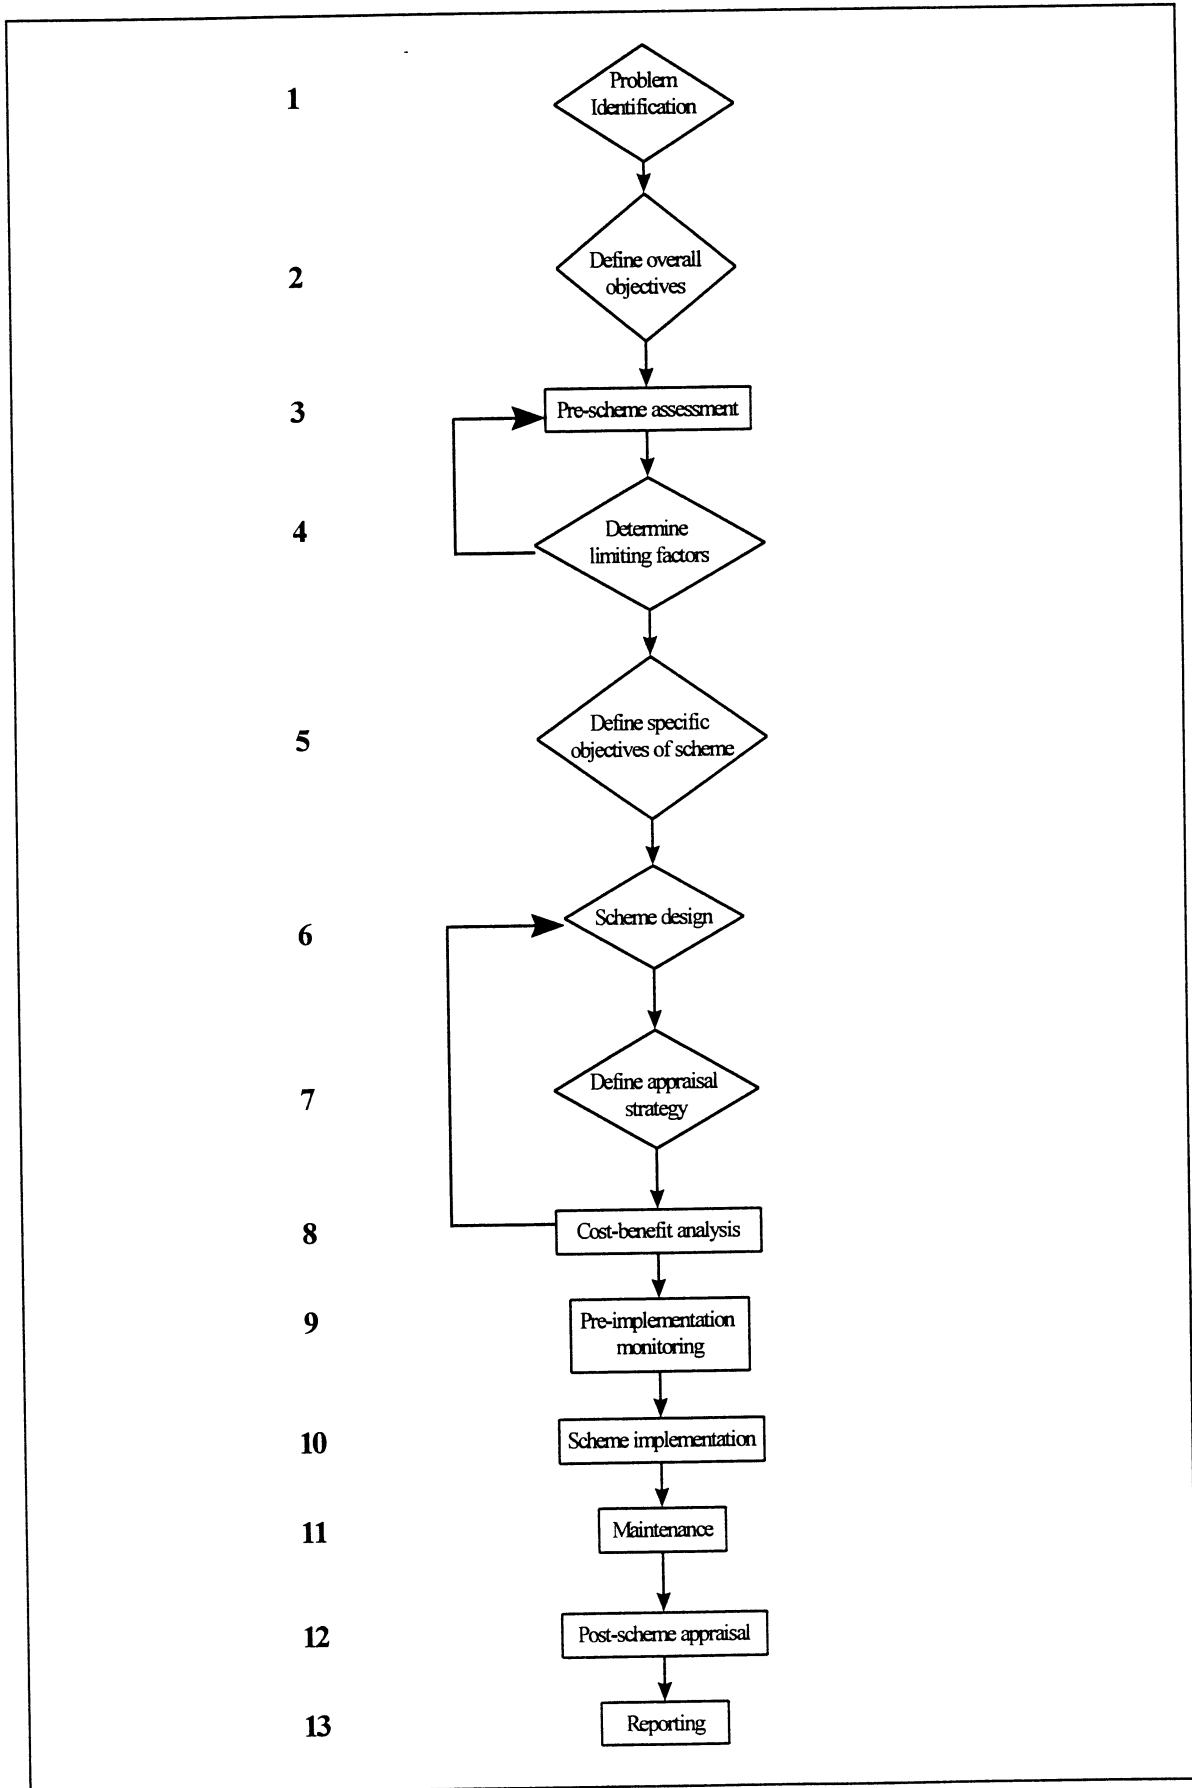 1
Problem
Identification
2
Define overall
objectives
3
Pre-scheme assessment
4
Determine
limiting factors
5
Define specific
objectives of scheme
6
Scheme design
7
Define appraisal
strategy
8
Cost-benefit analysis
9
Pre-implementation
monitoring
10
Scheme implementation
11
Maintenance
12
Post-scheme appraisal
13
Reporting